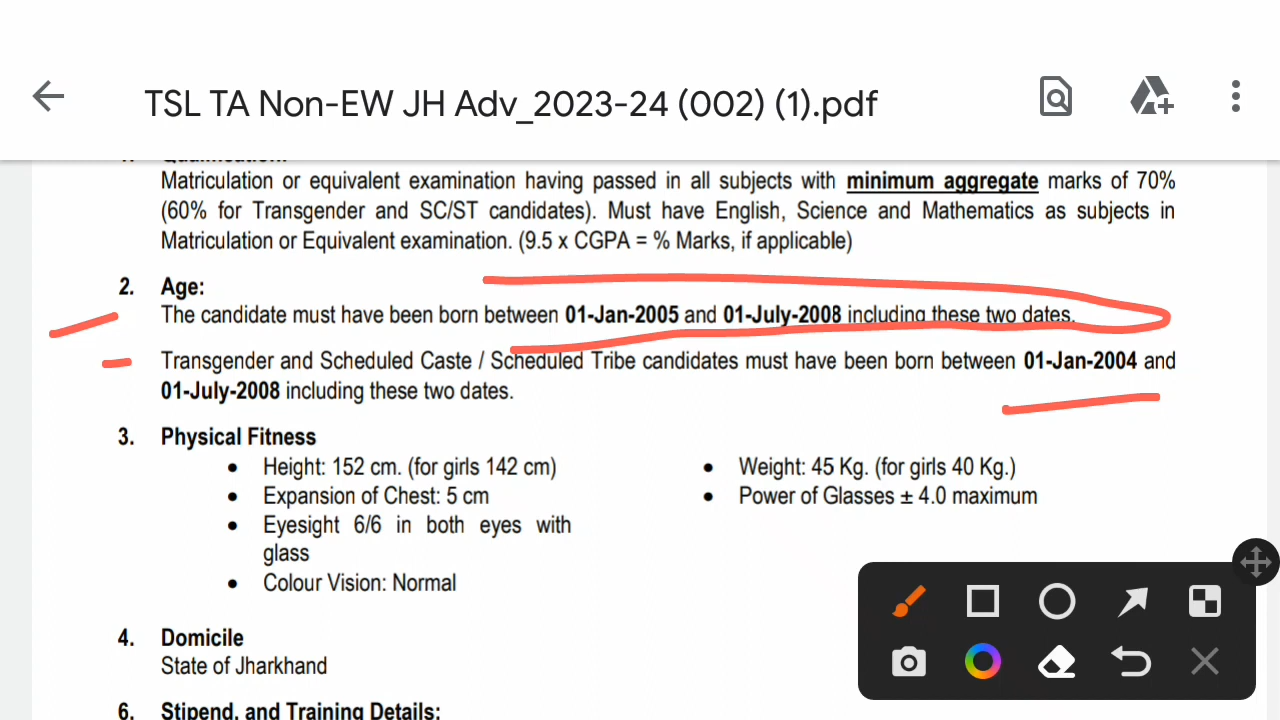 TSL TA Non-EW JH Adv_2023-24 (002) (1).pdf
1. Qualification:
Matriculation or equivalent examination having passed in all subjects with minimum aggregate marks of 70%
(60% for Transgender and SC/ST candidates). Must have English, Science and Mathematics as subjects in
Matriculation or Equivalent examination. (9.5 x CGPA = % Marks, if applicable)
2. Age:
The candidate must have been born between 01-Jan-2005 and 01-July-2008 including these two dates.
Transgender and Scheduled Caste / Scheduled Tribe candidates must have been born between 01-Jan-2004 and
01-July-2008 including these two dates.
3. Physical Fitness
• Height: 152 cm. (for girls 142 cm)
• Weight: 45 Kg. (for girls 40 Kg.)
• Expansion of Chest: 5 cm
• Power of Glasses ± 4.0 maximum
• Eyesight 6/6 in both eyes with
glass
• Colour Vision: Normal
4. Domicile
State of Jharkhand
6. Stipend, and Training Details: